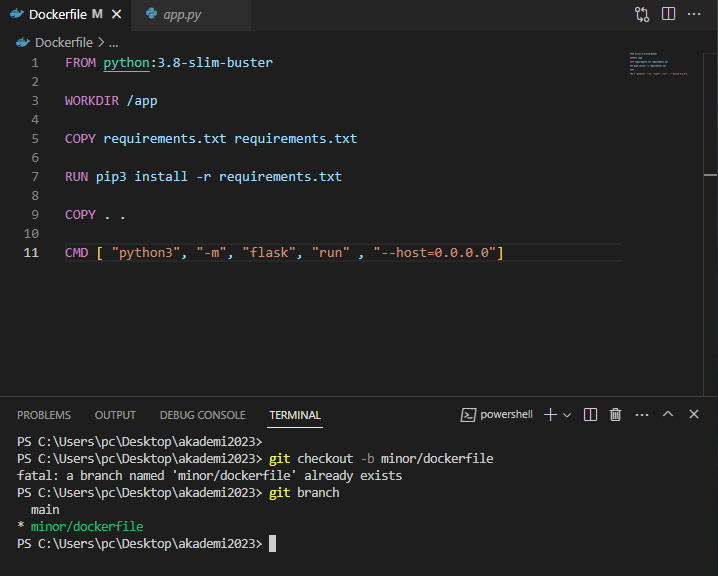 Dockerfile M
app.py
Dockerfile > ...
1 FROM python:3.8-slim-buster
2
3 WORKDIR /app
4
5 COPY requirements.txt requirements.txt
6
7 RUN pip3 install -r requirements.txt
8
9 COPY . .
10
11 CMD [ "python3", "-m", "flask", "run" , "--host=0.0.0.0"]
PROBLEMS OUTPUT DEBUG CONSOLE TERMINAL powershell
PS C:\Users\pc\Desktop\akademi2023>
PS C:\Users\pc\Desktop\akademi2023> git checkout -b minor/dockerfile
fatal: a branch named 'minor/dockerfile' already exists
PS C:\Users\pc\Desktop\akademi2023> git branch
  main
* minor/dockerfile
PS C:\Users\pc\Desktop\akademi2023>